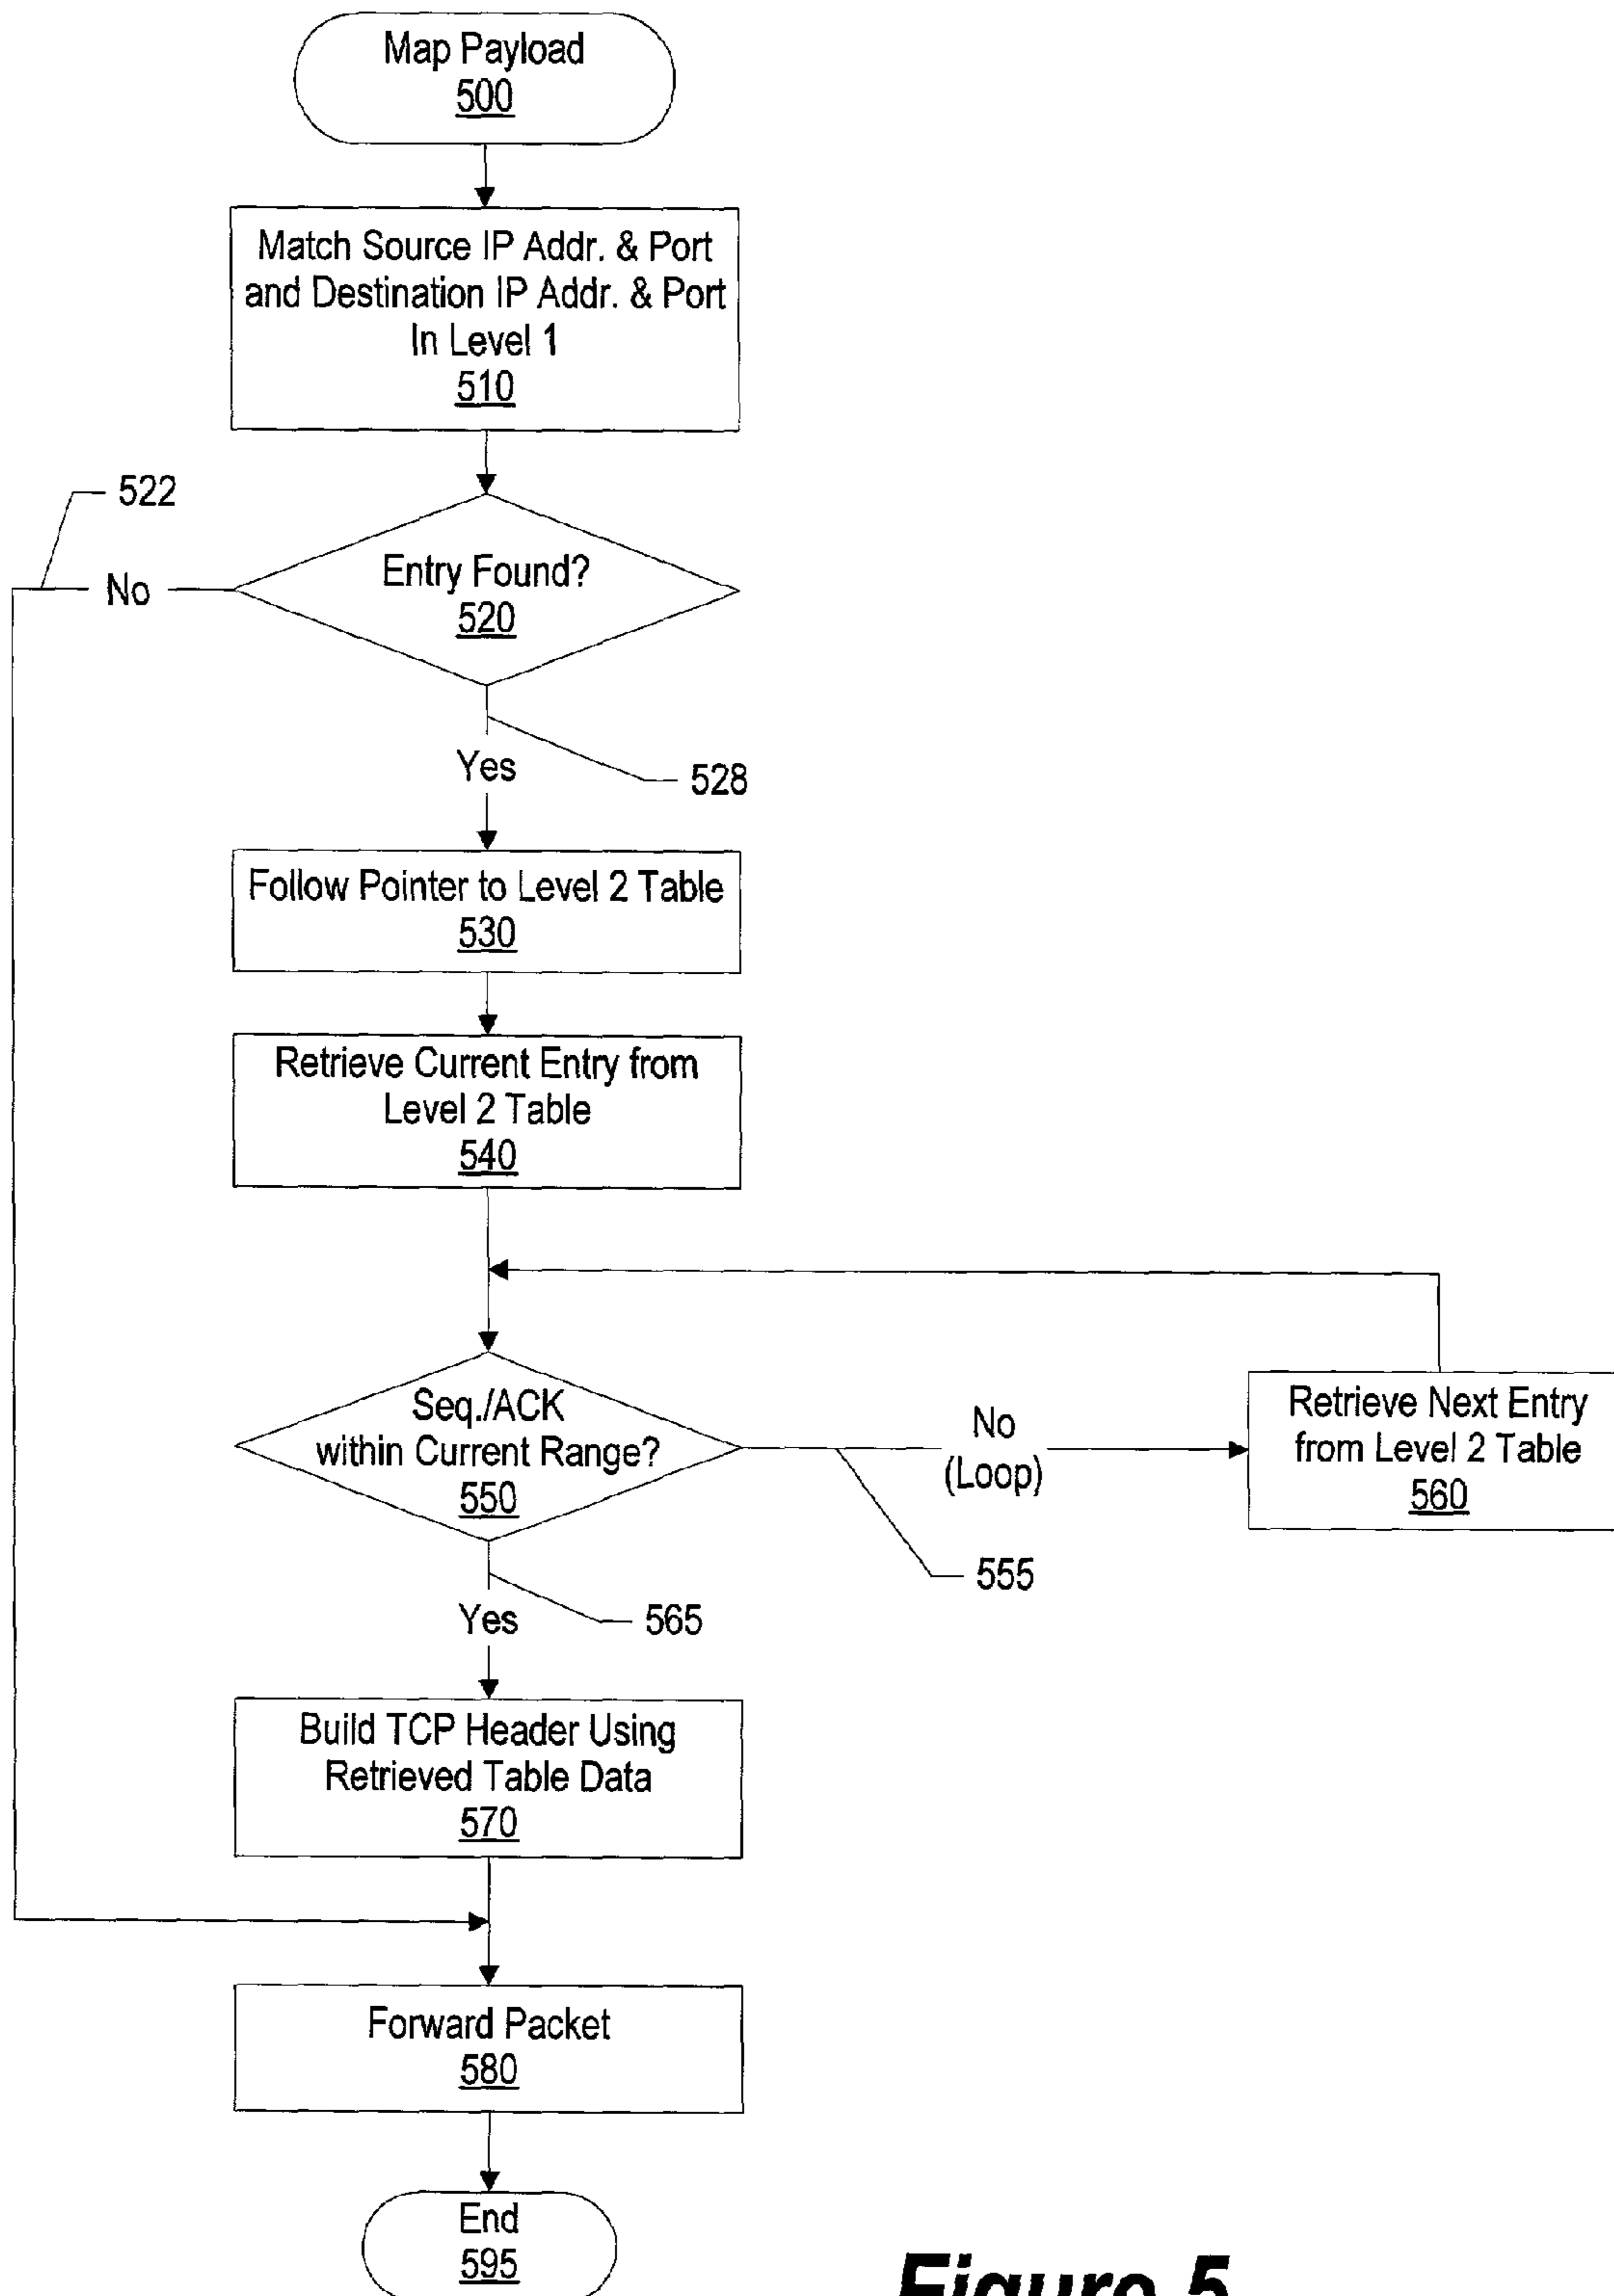 Map Payload
500
Match Source IP Addr. & Port
and Destination IP Addr. & Port
In Level 1
510
522
No
Entry Found?
520
Yes
528
Follow Pointer to Level 2 Table
530
Retrieve Current Entry from
Level 2 Table
540
Seq./ACK
within Current Range?
550
No
(Loop)
555
Retrieve Next Entry
from Level 2 Table
560
Yes
565
Build TCP Header Using
Retrieved Table Data
570
Forward Packet
580
End
595
Figure 5